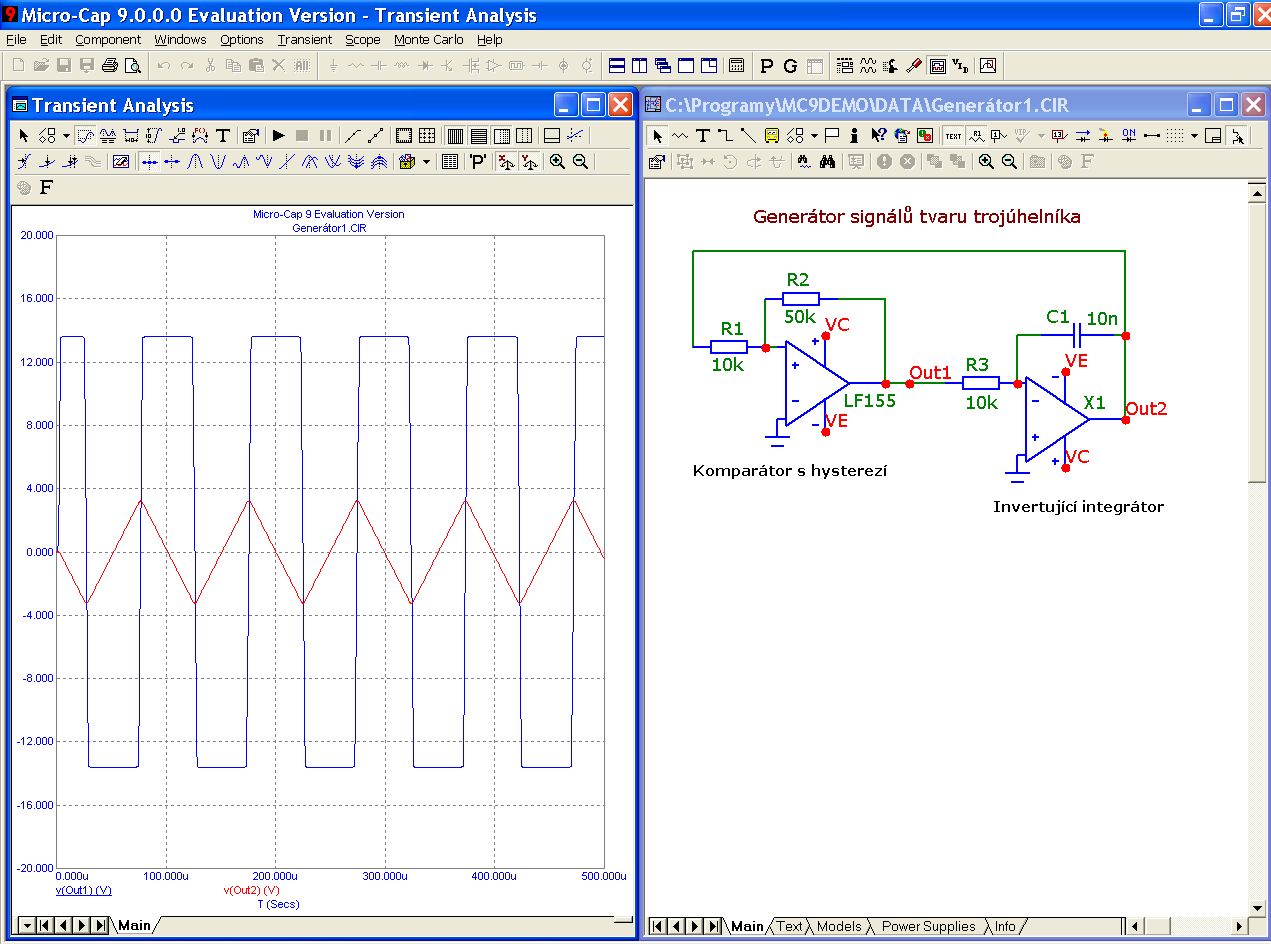 Micro-Cap 9.0.0.0 Evaluation Version - Transient Analysis
File Edit Component Windows Options Transient Scope Monte Carlo Help
P G
Transient Analysis
T
'P'
F
Micro-Cap 9 Evaluation Version
Generátor1.CIR
20.000
16.000
12.000
8.000
4.000
0.000
-4.000
-8.000
-12.000
-16.000
-20.000
0.000u 100.000u 200.000u 300.000u 400.000u 500.000u
v(Out1) (V) v(Out2) (V)
T (Secs)
Main
C:\Programy\MC9DEMO\DATA\Generátor1.CIR
T TEXT R1 ON
F
Generátor signálů tvaru trojúhelníka
R2
50k
VC
R1
10k
Out1
LF155
VE
R3
10k
C1 10n
VE
X1
Out2
VC
Komparátor s hysterezí
Invertující integrátor
Main Text Models Power Supplies Info